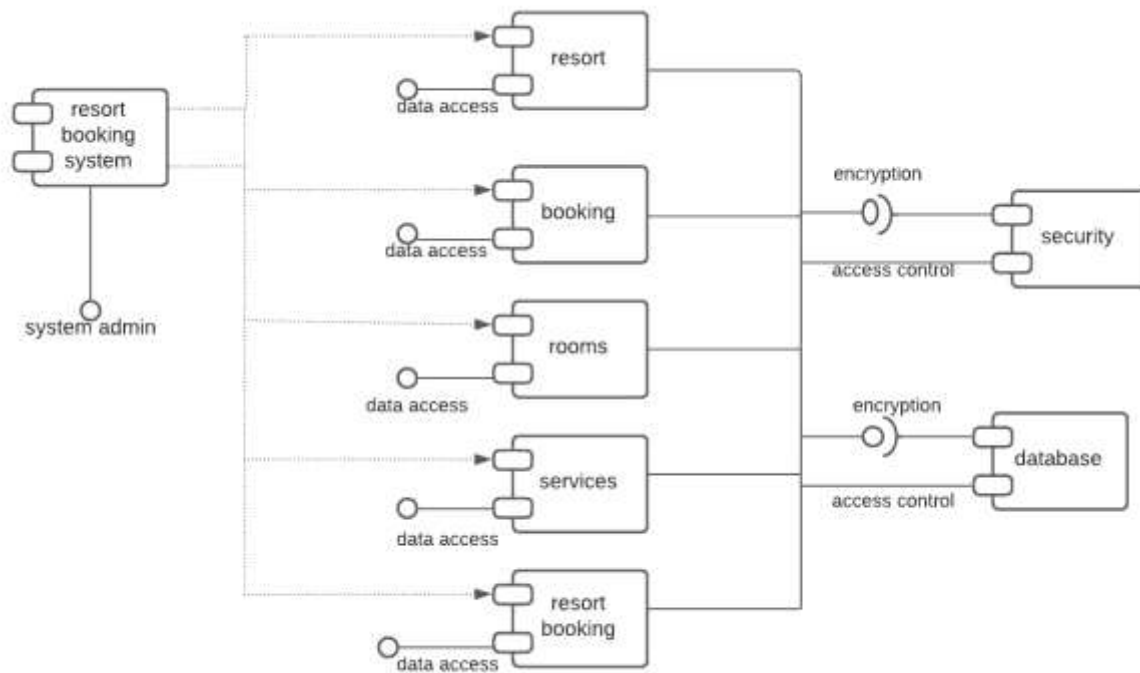 resort
data access
resort
booking
system
booking
encryption
security
data access
access control
system admin
rooms
data access
encryption
database
services
access control
data access
resort
booking
data access